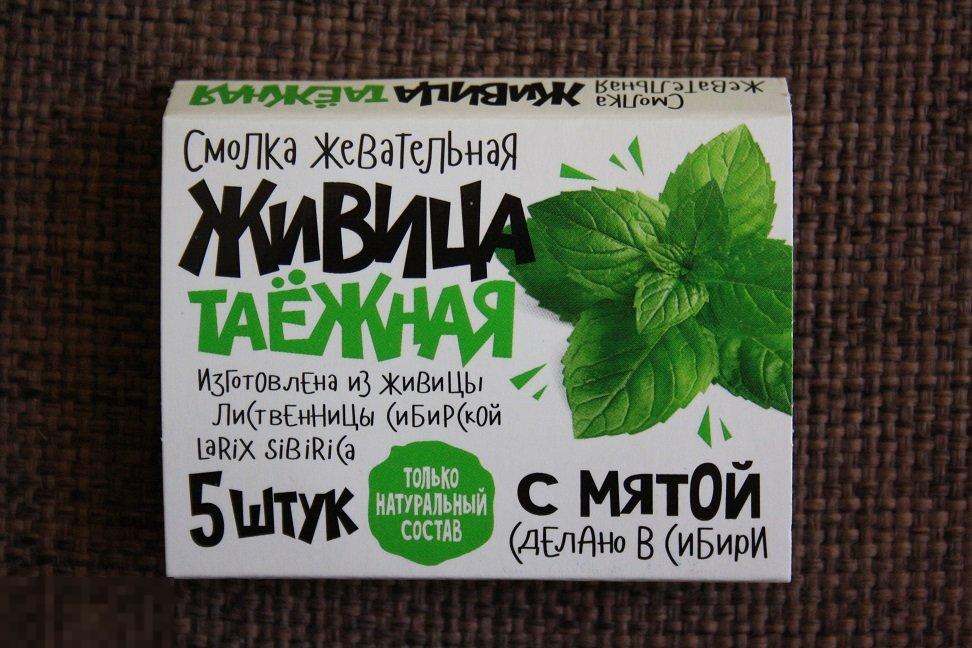 Смолка жевательная
ЖИВИЦА ТАЁЖНАЯ
Смолка жевательная
ЖИВИЦА
ТАЁЖНАЯ
Изготовлена из живицы
лиственницы сибирской
Larix sibirica
5 штук
ТОЛЬКО
НАТУРАЛЬНЫЙ
СОСТАВ
с мятой
Сделано в Сибири